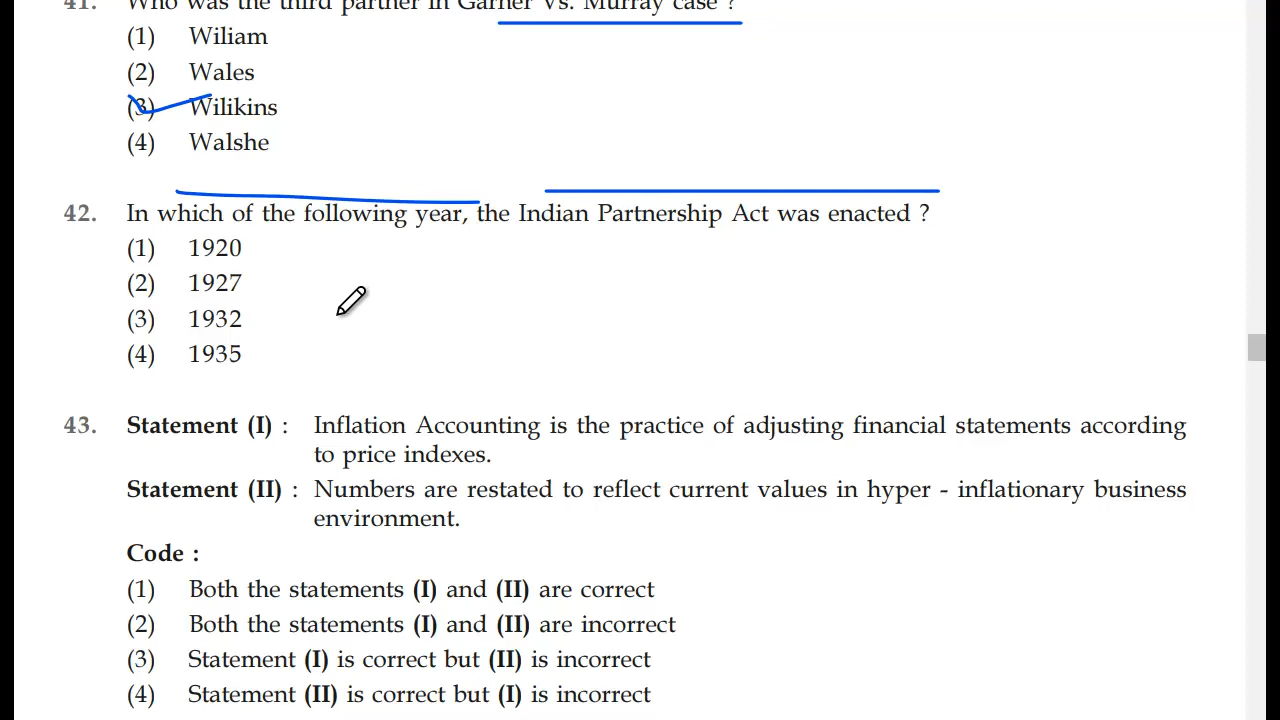 41. Who was the third partner in Garner Vs. Murray case ?
(1) Wiliam
(2) Wales
(3) Wilikins
(4) Walshe
42. In which of the following year, the Indian Partnership Act was enacted ?
(1) 1920
(2) 1927
(3) 1932
(4) 1935
43. Statement (I) : Inflation Accounting is the practice of adjusting financial statements according
to price indexes.
Statement (II) : Numbers are restated to reflect current values in hyper - inflationary business
environment.
Code :
(1) Both the statements (I) and (II) are correct
(2) Both the statements (I) and (II) are incorrect
(3) Statement (I) is correct but (II) is incorrect
(4) Statement (II) is correct but (I) is incorrect